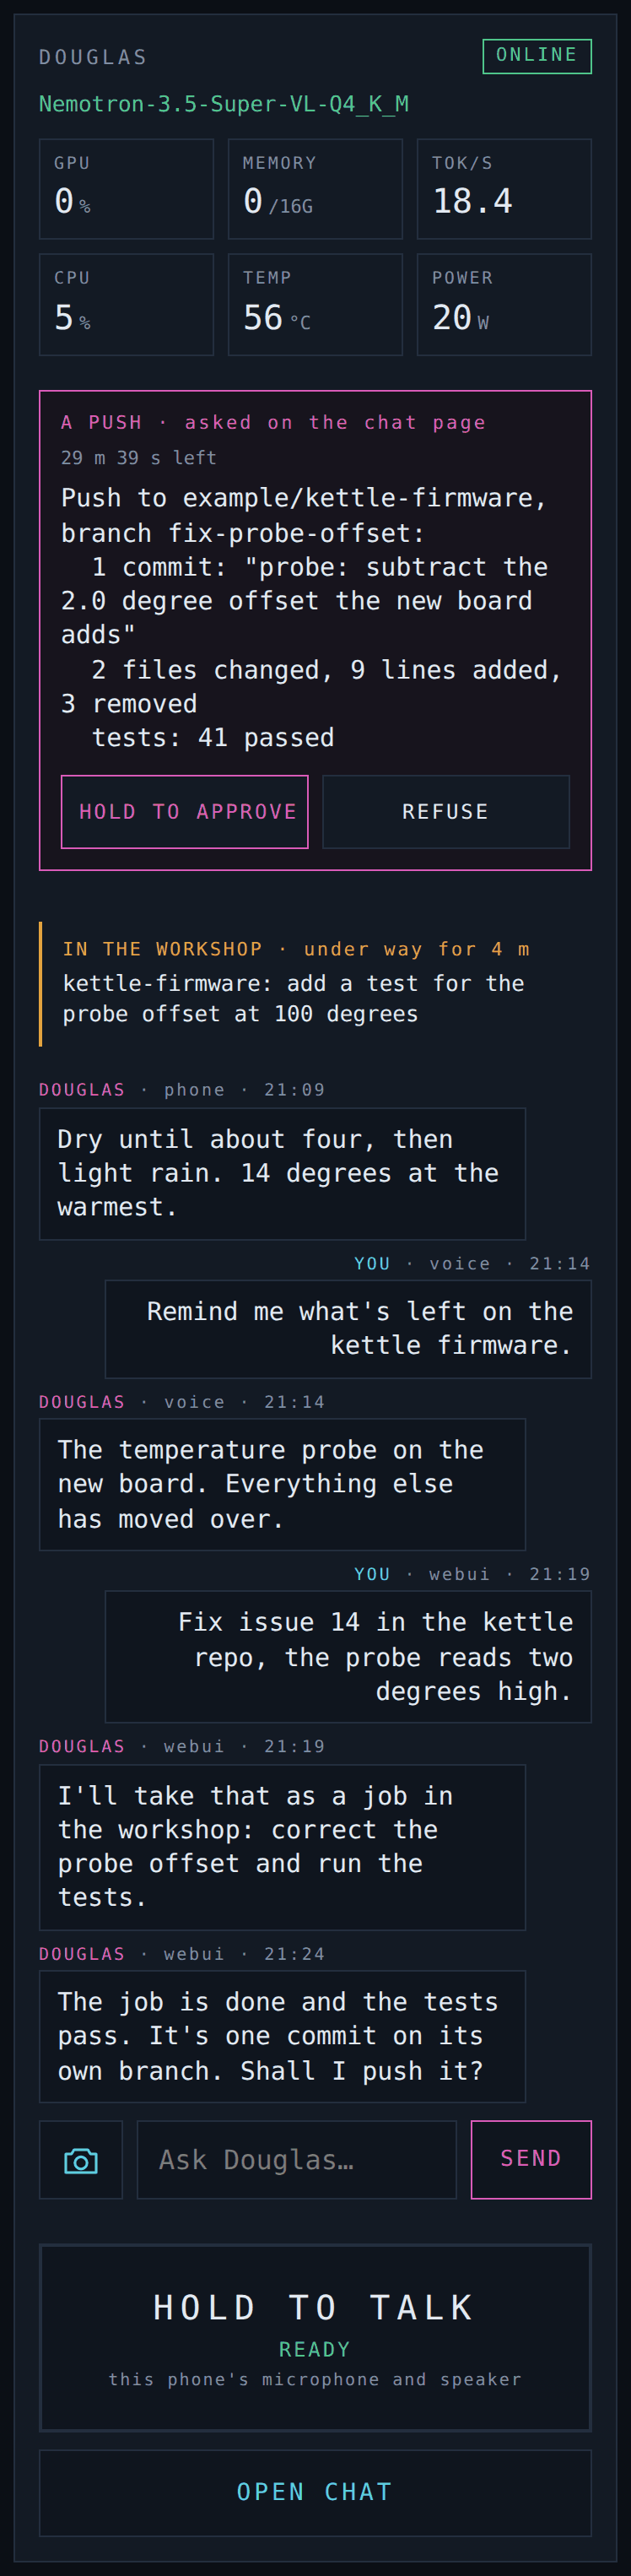 DOUGLAS
ONLINE
Nemotron-3.5-Super-VL-Q4_K_M
GPU
0 %
MEMORY
0 /16G
TOK/S
18.4
CPU
5 %
TEMP
56 °C
POWER
20 W
A PUSH · asked on the chat page
29 m 39 s left
Push to example/kettle-firmware,
branch fix-probe-offset:
1 commit: "probe: subtract the
2.0 degree offset the new board
adds"
2 files changed, 9 lines added,
3 removed
tests: 41 passed
HOLD TO APPROVE
REFUSE
IN THE WORKSHOP · under way for 4 m
kettle-firmware: add a test for the
probe offset at 100 degrees
DOUGLAS · phone · 21:09
Dry until about four, then
light rain. 14 degrees at the
warmest.
YOU · voice · 21:14
Remind me what's left on the
kettle firmware.
DOUGLAS · voice · 21:14
The temperature probe on the
new board. Everything else
has moved over.
YOU · webui · 21:19
Fix issue 14 in the kettle
repo, the probe reads two
degrees high.
DOUGLAS · webui · 21:19
I'll take that as a job in
the workshop: correct the
probe offset and run the
tests.
DOUGLAS · webui · 21:24
The job is done and the tests
pass. It's one commit on its
own branch. Shall I push it?
Ask Douglas…
SEND
HOLD TO TALK
READY
this phone's microphone and speaker
OPEN CHAT